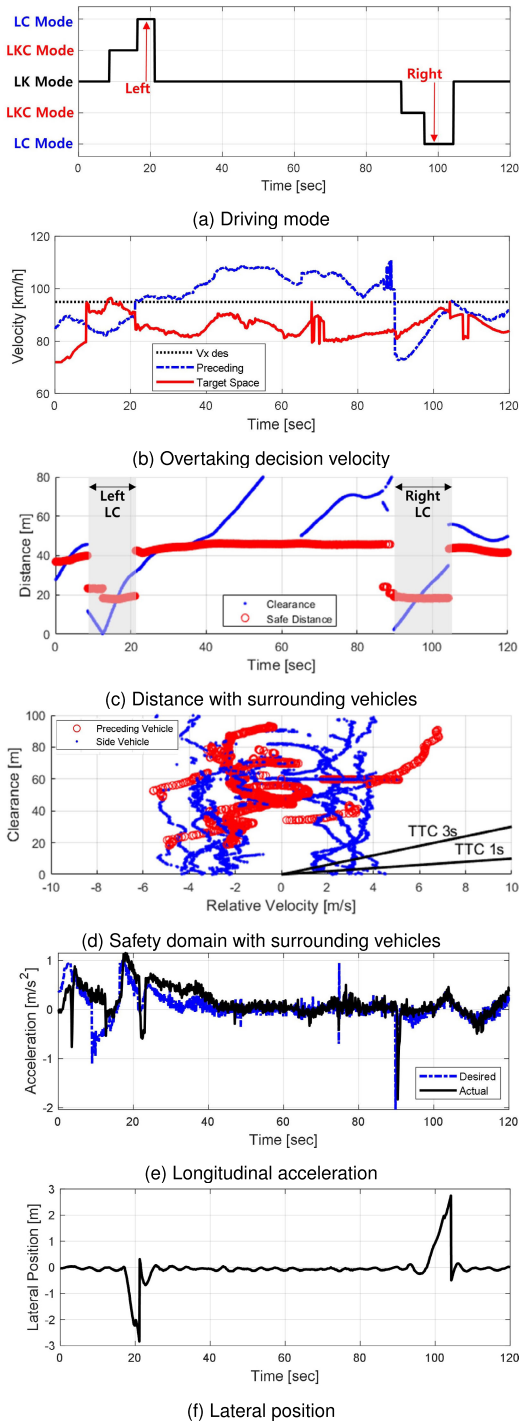 LC Mode
LKC Mode
LK Mode
LKC Mode
LC Mode
Left
Right
0 20 40 60 80 100 120
Time [sec]
(a) Driving mode
120
100
80
60
Velocity [km/h]
Vx des
Preceding
Target Space
0 20 40 60 80 100 120
Time [sec]
(b) Overtaking decision velocity
80
60
40
20
0
Distance [m]
Left
LC
Right
LC
Clearance
Safe Distance
0 20 40 60 80 100 120
Time [sec]
(c) Distance with surrounding vehicles
100
80
60
40
20
0
Clearance [m]
Preceding Vehicle
Side Vehicle
TTC 3s
TTC 1s
-10 -8 -6 -4 -2 0 2 4 6 8 10
Relative Velocity [m/s]
(d) Safety domain with surrounding vehicles
1
0
-1
-2
Acceleration [m/s²]
Desired
Actual
0 20 40 60 80 100 120
Time [sec]
(e) Longitudinal acceleration
3
2
1
0
-1
-2
-3
Lateral Position [m]
0 20 40 60 80 100 120
Time [sec]
(f) Lateral position